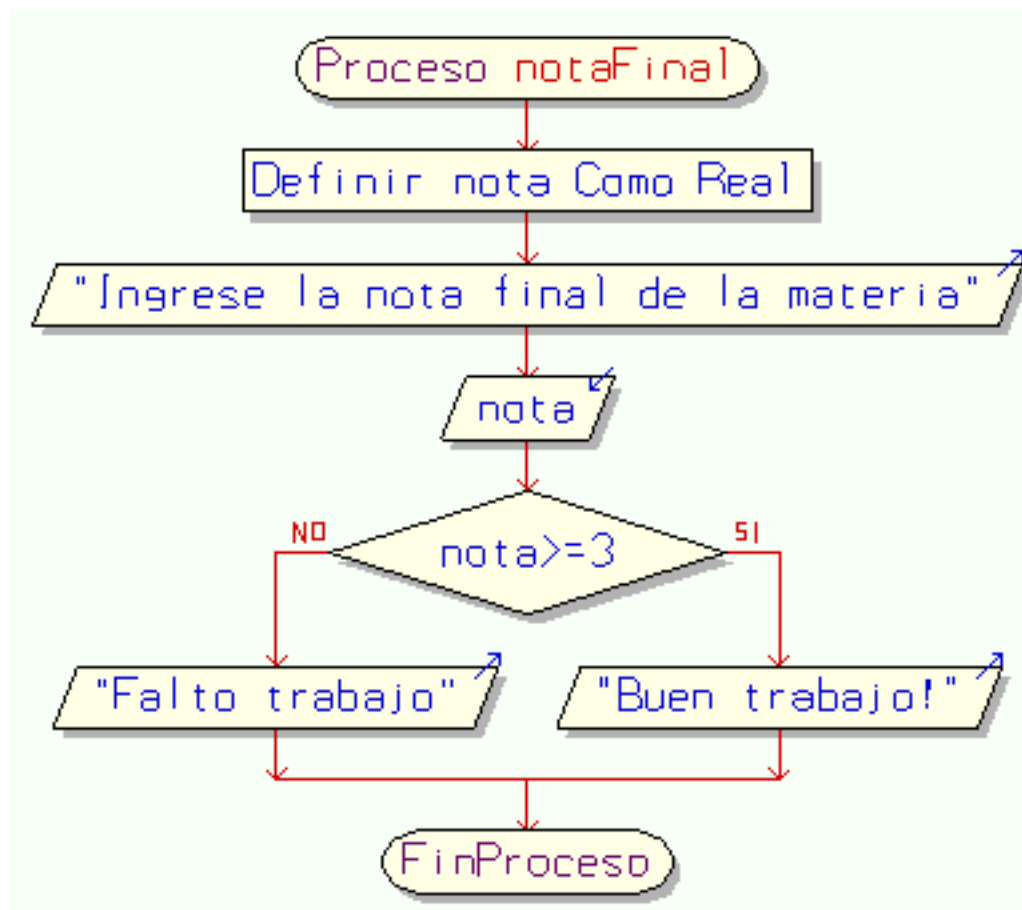 Proceso notaFinal
Definir nota Como Real
"Ingrese la nota final de la materia"
nota
NO
SI
nota>=3
"Falto trabajo"
"Buen trabajo!"
FinProceso